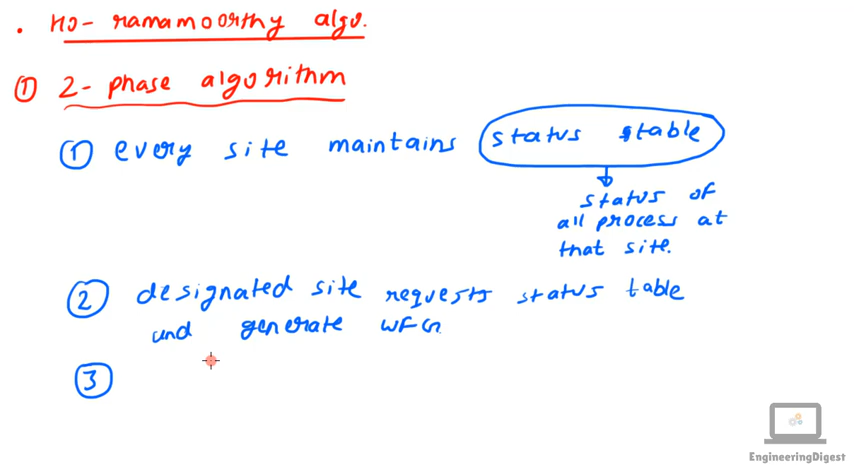 . HO- ramamoorthy algo.
① 2- phase algorithm
① every site maintains status stable
status of
all process at
that site.
② designated site requests status table
and generate WFG
③
EngineeringDigest